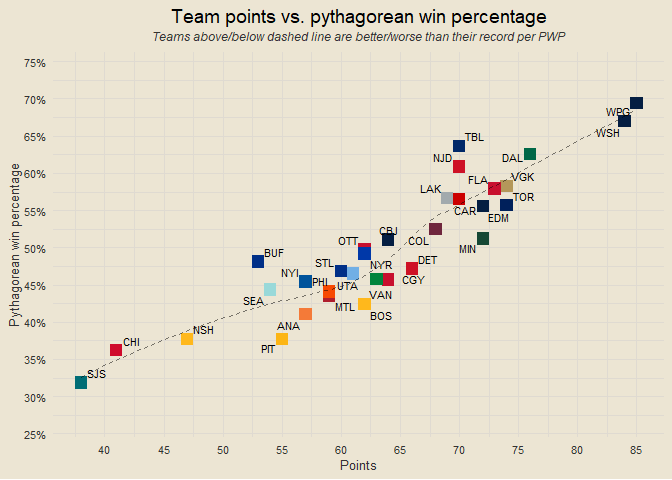 Team points vs. pythagorean win percentage
Teams above/below dashed line are better/worse than their record per PWP
75%
70%
65%
60%
55%
50%
45%
40%
35%
30%
25%
Pythagorean win percentage
WPG
WSH
TBL
DAL
NJD
FLA
VGK
LAK
TOR
CAR
EDM
CBJ
COL
MIN
OTT
BUF
STL
NYR
DET
NYI
PHI
UTA
CGY
SEA
VAN
MTL
BOS
ANA
NSH
PIT
CHI
SJS
40
45
50
55
60
65
70
75
80
85
Points